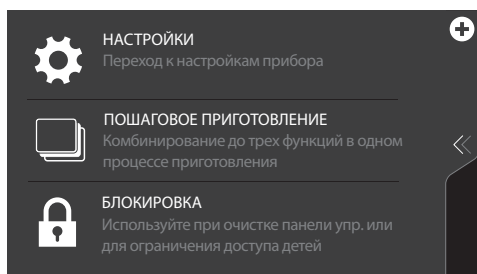 НАСТРОЙКИ
Переход к настройкам прибора
ПОШАГОВОЕ ПРИГОТОВЛЕНИЕ
Комбинирование до трех функций в одном
процессе приготовления
БЛОКИРОВКА
Используйте при очистке панели упр. или
для ограничения доступа детей